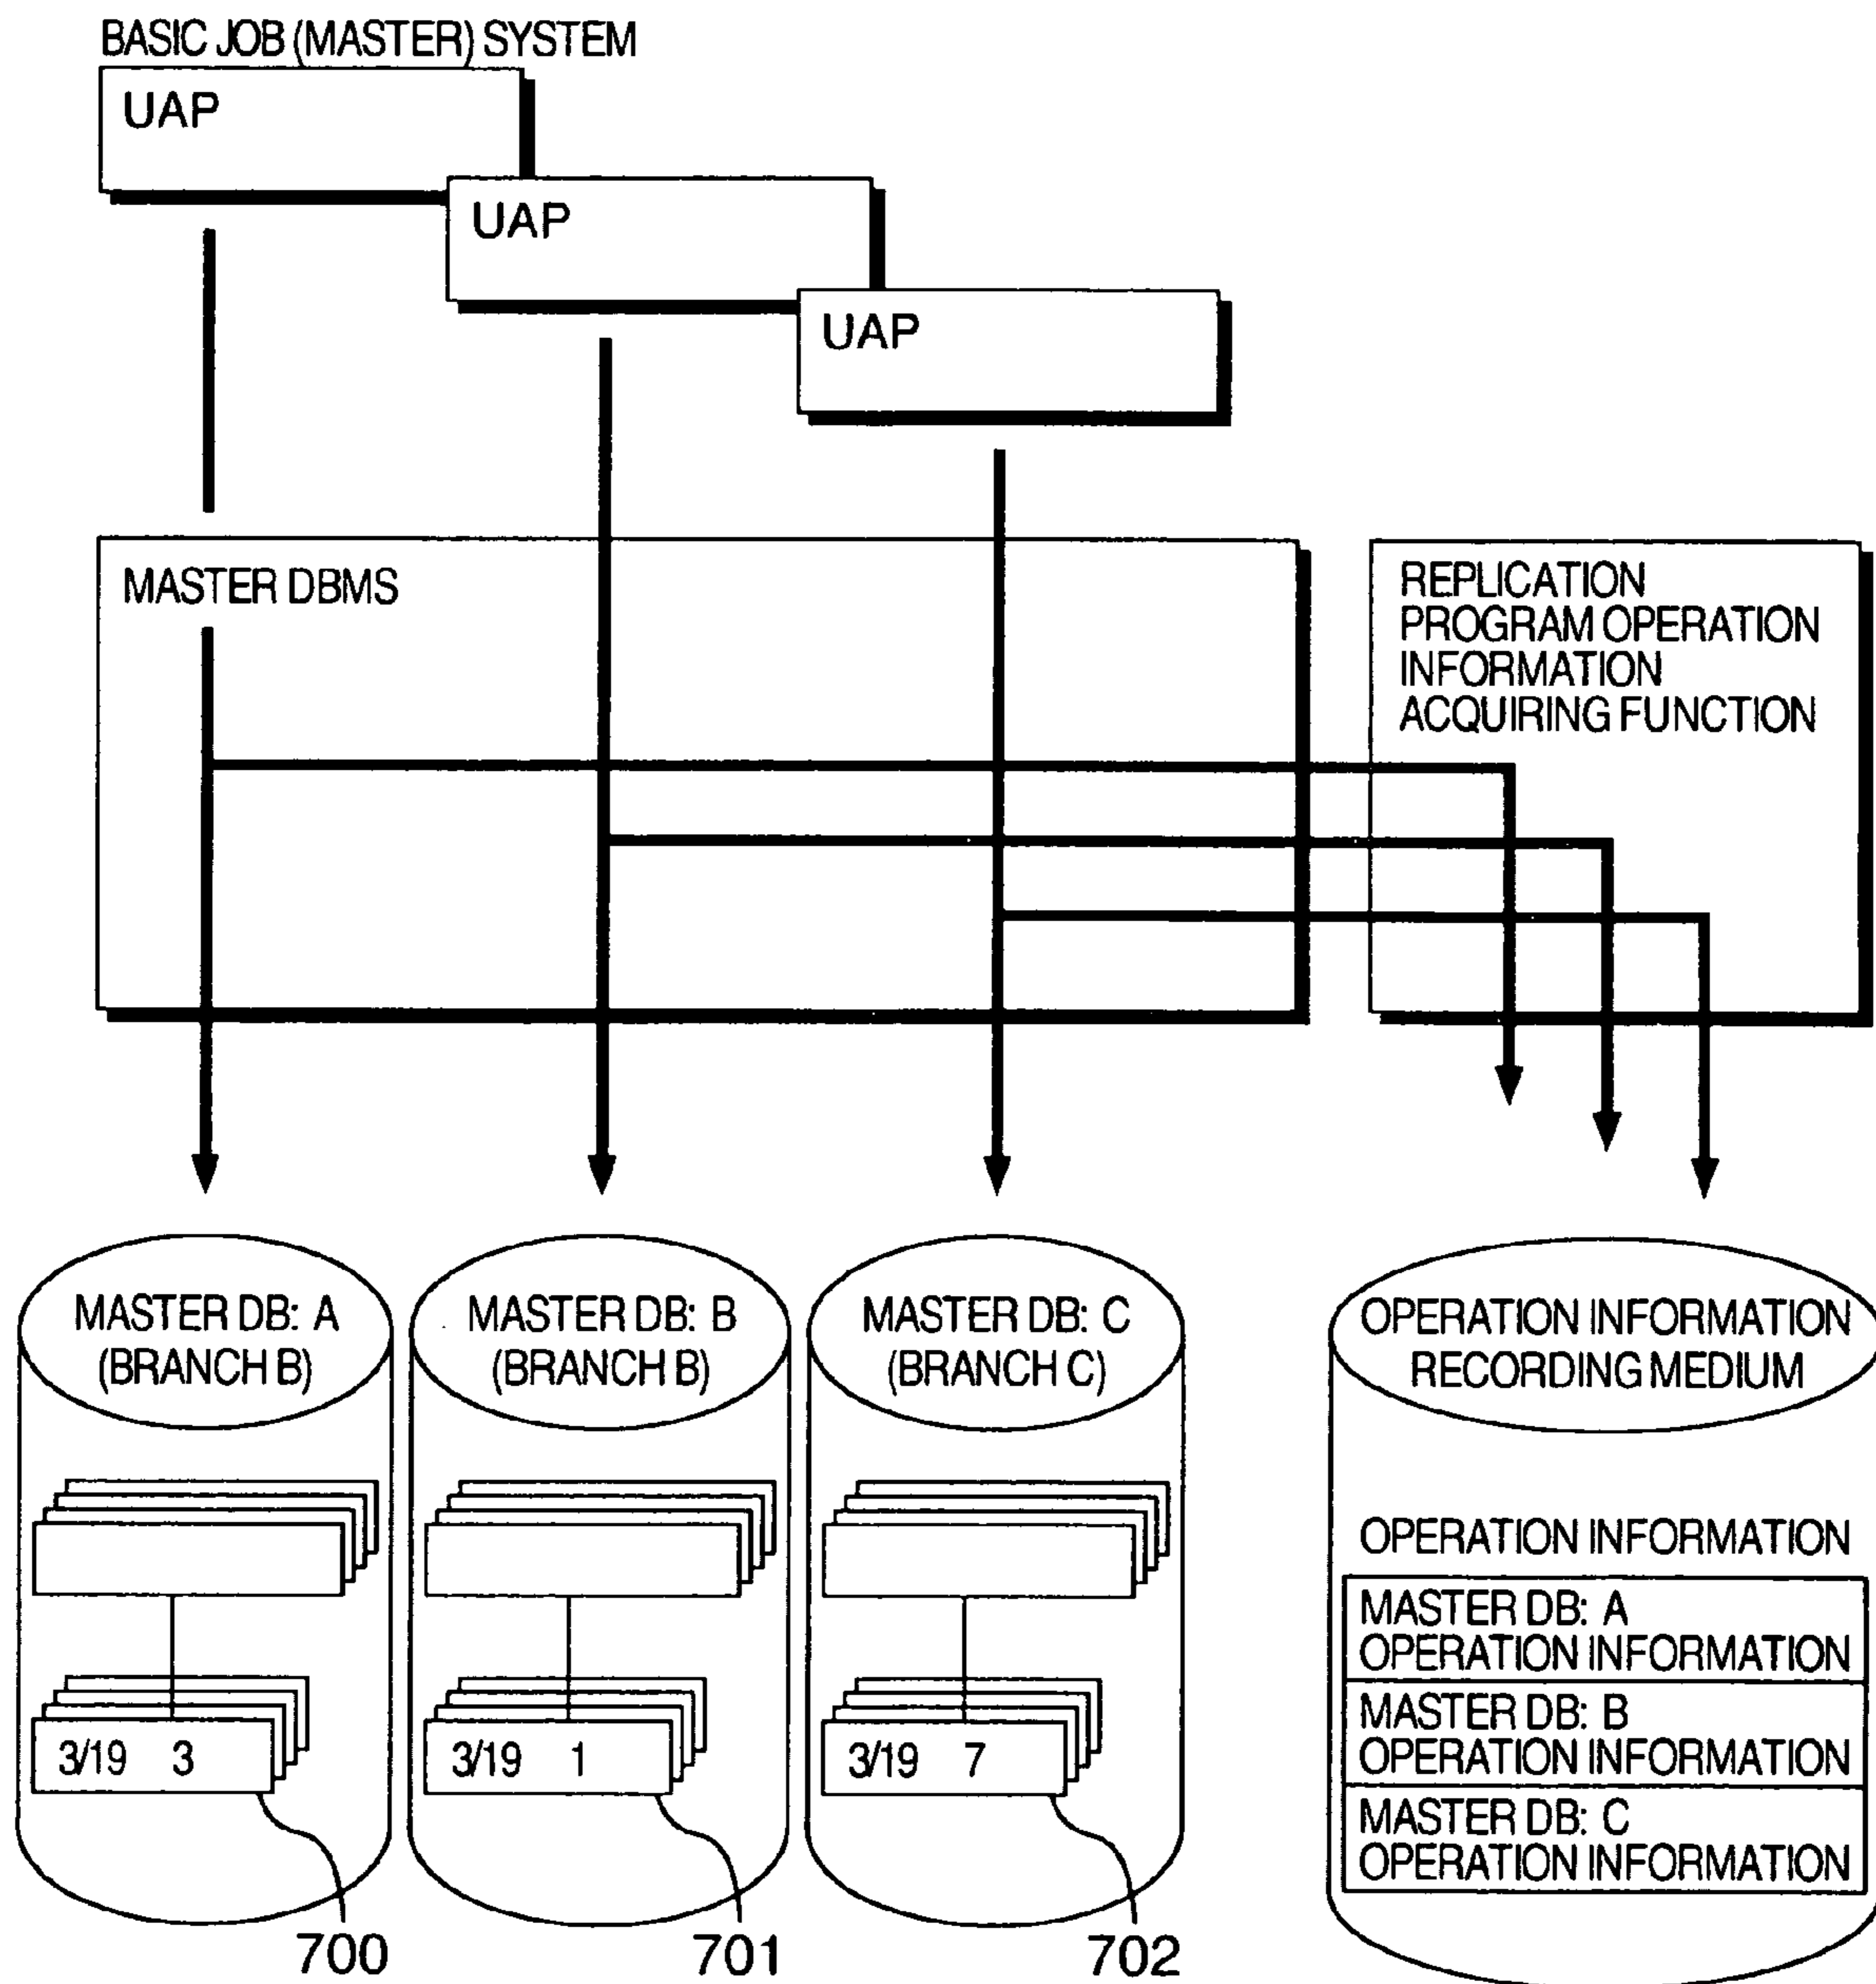 BASIC JOB (MASTER) SYSTEM
UAP
UAP
UAP
MASTER DBMS
REPLICATION
PROGRAM OPERATION
INFORMATION
ACQUIRING FUNCTION
MASTER DB: A
(BRANCH B)
MASTER DB: B
(BRANCH B)
MASTER DB: C
(BRANCH C)
OPERATION INFORMATION
RECORDING MEDIUM
OPERATION INFORMATION
MASTER DB: A
OPERATION INFORMATION
MASTER DB: B
OPERATION INFORMATION
MASTER DB: C
OPERATION INFORMATION
3/19 3
3/19 1
3/19 7
700
701
702